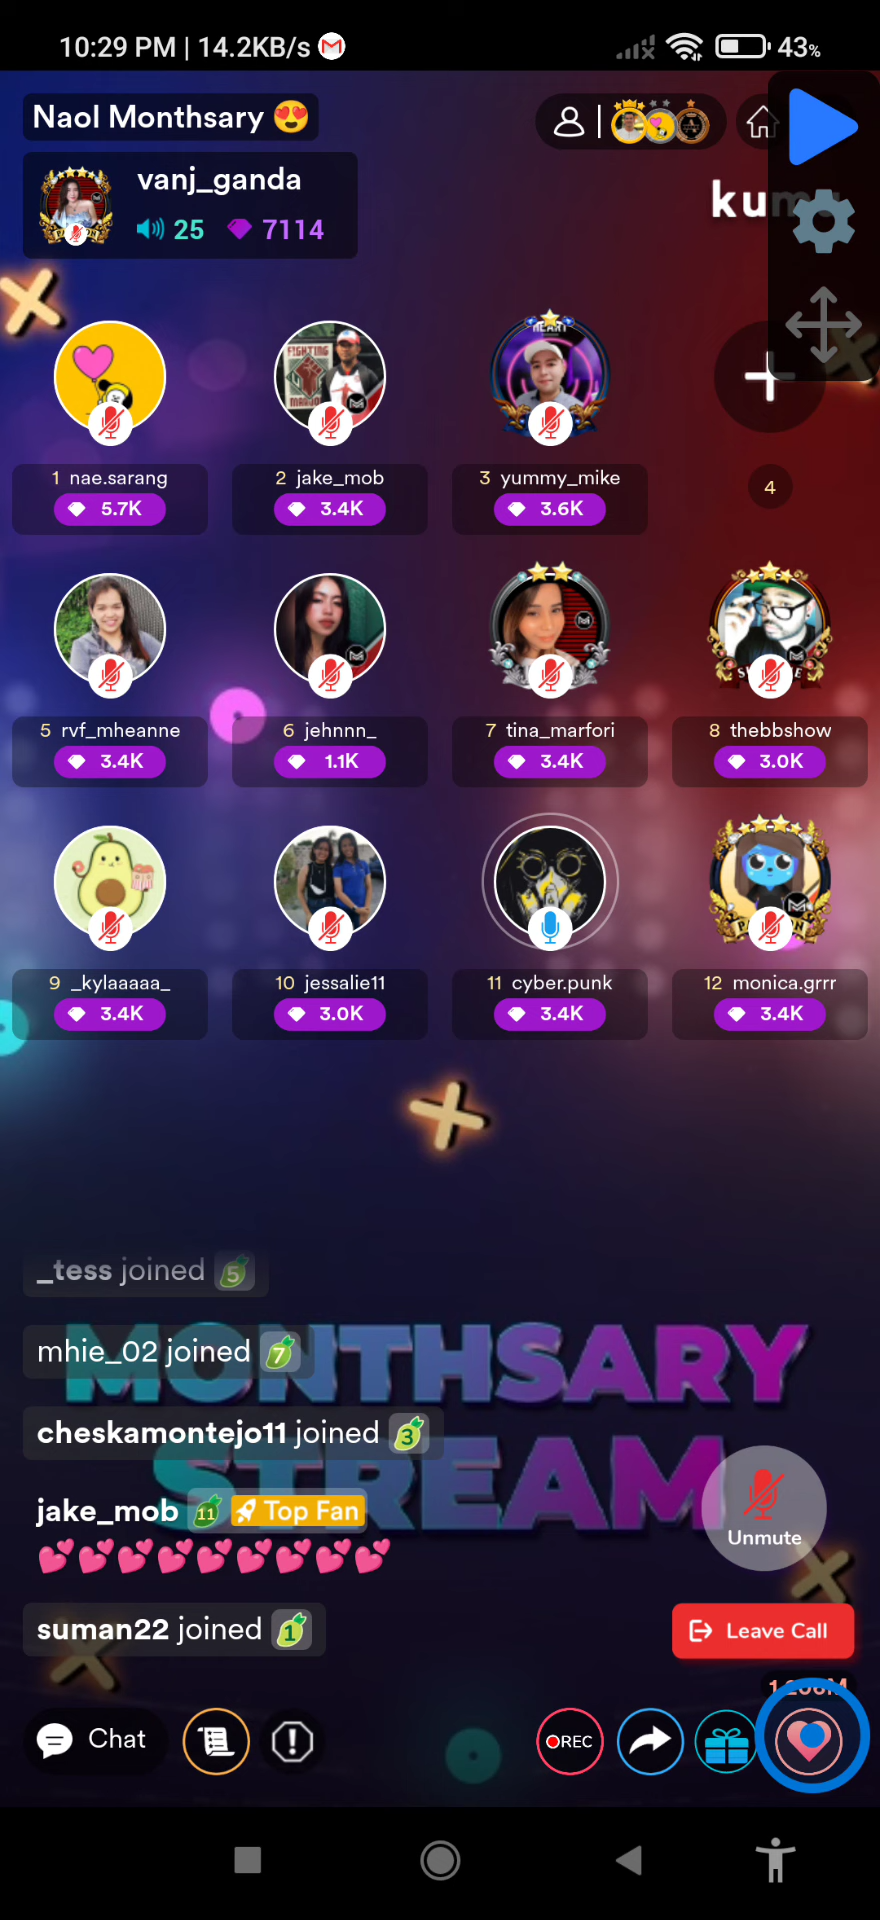 10:29 PM | 14.2KB/s
43%
Naol Monthsary 😍
vanj_ganda
25 7114
1 nae.sarang
5.7K
FIGHTING
2 jake_mob
3.4K
HEART
3 yummy_mike
3.6K
4
5 rvf_mheanne
3.4K
6 jehnnn_
1.1K
7 tina_marfori
3.4K
8 thebbshow
3.0K
9 _kylaaaaa_
3.4K
10 jessalie11
3.0K
11 cyber.punk
3.4K
12 monica.grrr
3.4K
_tess joined 5
mhie_02 joined 7
MONTHSARY
cheskamontejo11 joined 3
STREAM
jake_mob 11 Top Fan
💕💕💕💕💕💕💕💕💕
Unmute
suman22 joined 1
Leave Call
Chat
REC